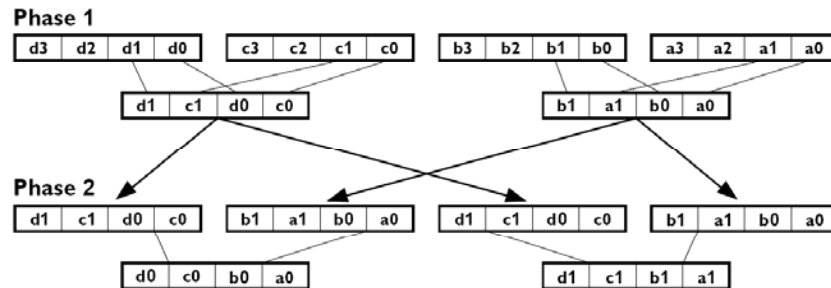 Phase 1
d3 d2 d1 d0 c3 c2 c1 c0 b3 b2 b1 b0 a3 a2 a1 a0
d1 c1 d0 c0 b1 a1 b0 a0
Phase 2
d1 c1 d0 c0 b1 a1 b0 a0 d1 c1 d0 c0 b1 a1 b0 a0
d0 c0 b0 a0 d1 c1 b1 a1